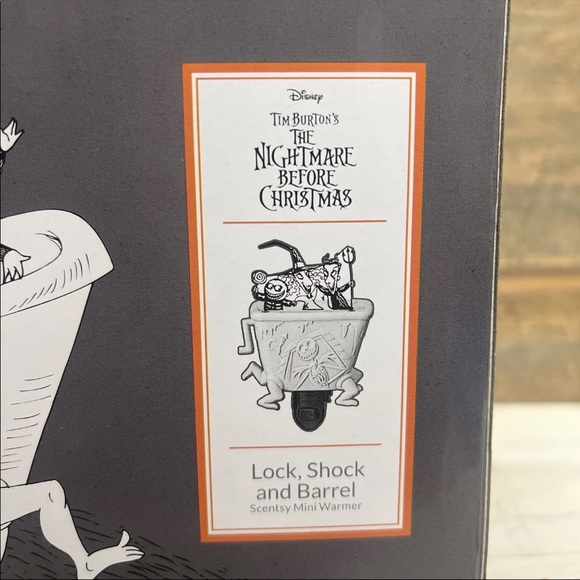 Disney
Tim Burton's
The
Nightmare
Before
Christmas
Lock, Shock
and Barrel
Scentsy Mini Warmer